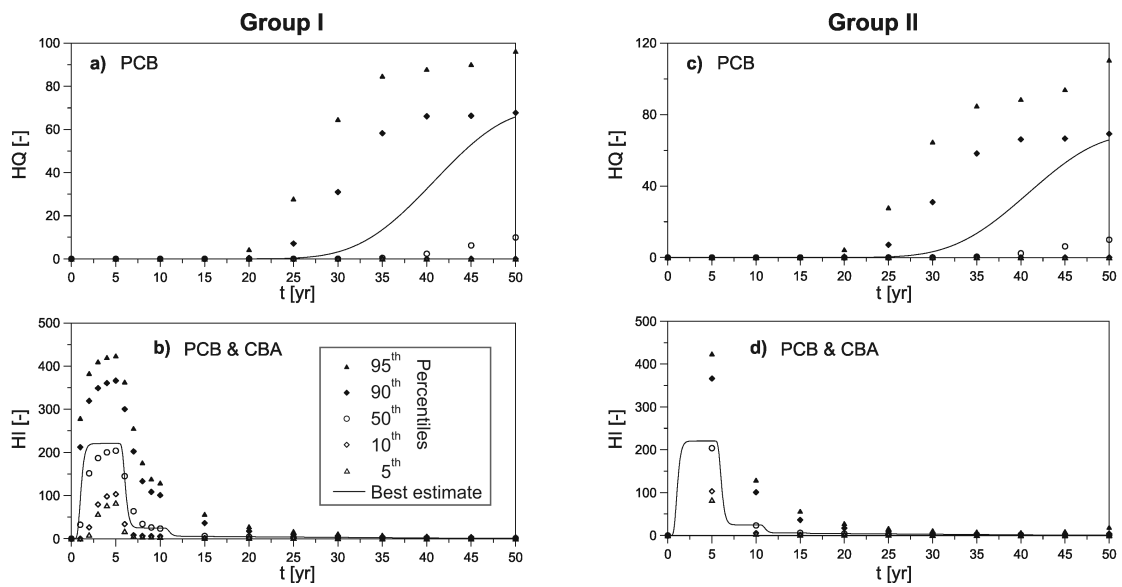 Group I
Group II
a) PCB
HQ [-]
100
80
60
40
20
0
0 5 10 15 20 25 30 35 40 45 50
t [yr]
c) PCB
HQ [-]
120
80
40
0
0 5 10 15 20 25 30 35 40 45 50
t [yr]
b) PCB & CBA
HI [-]
500
400
300
200
100
0
0 5 10 15 20 25 30 35 40 45 50
t [yr]
95th
90th
50th
10th
5th
Percentiles
Best estimate
d) PCB & CBA
HI [-]
500
400
300
200
100
0
0 5 10 15 20 25 30 35 40 45 50
t [yr]